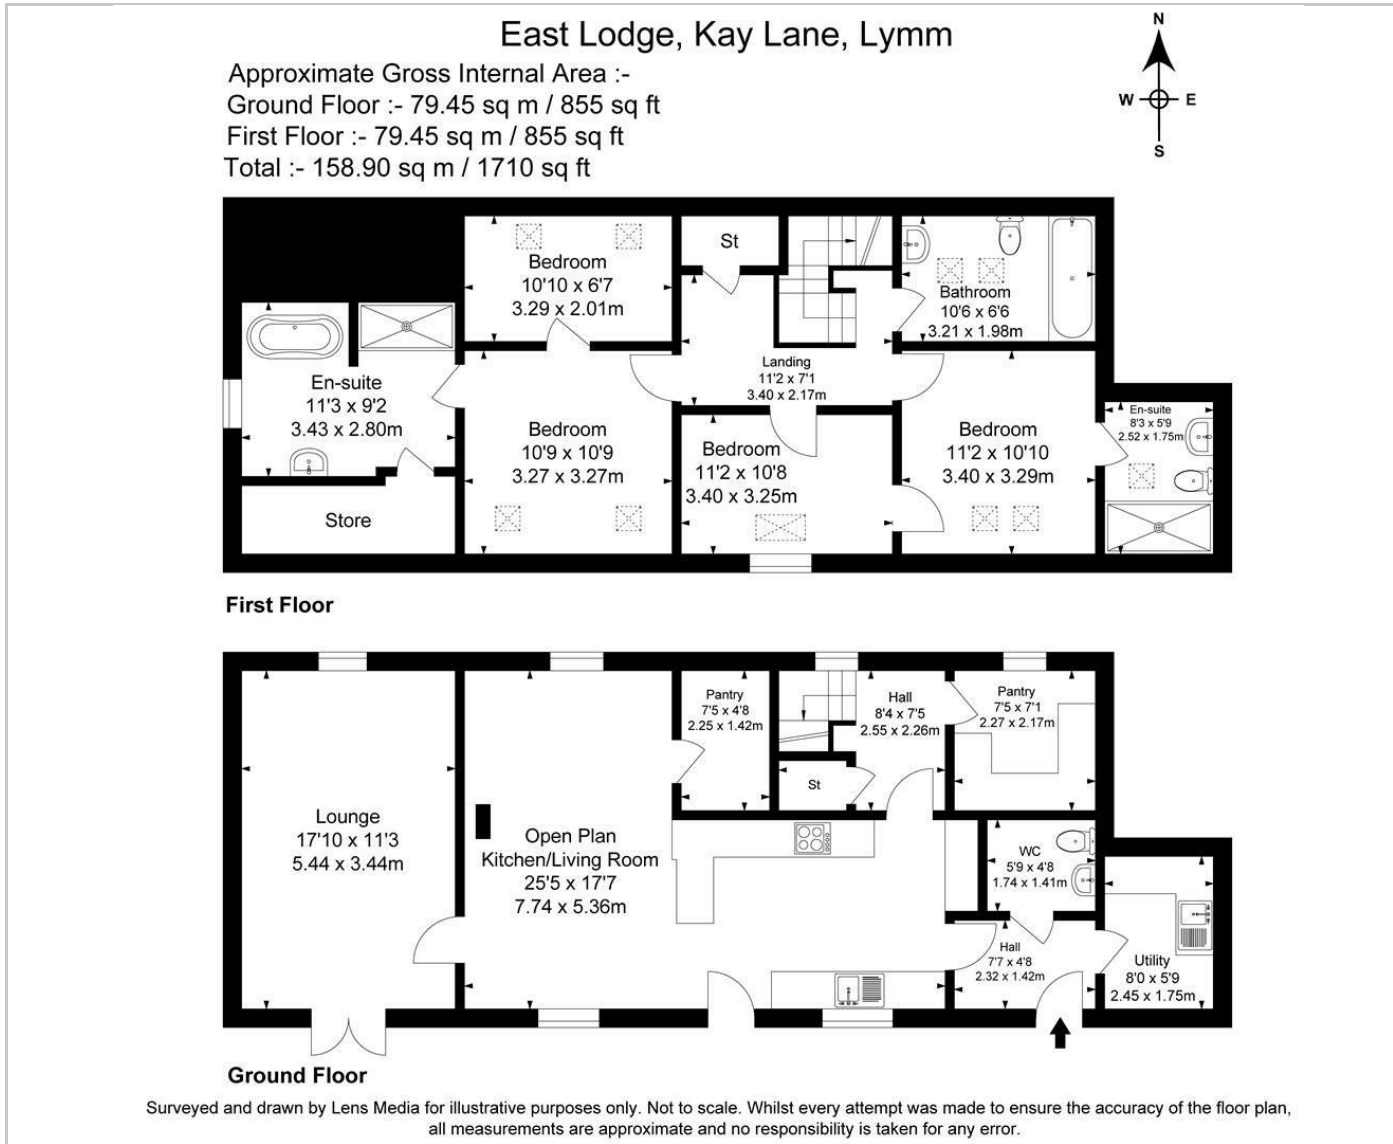 East Lodge, Kay Lane, Lymm
Approximate Gross Internal Area :-
Ground Floor :- 79.45 sq m / 855 sq ft
First Floor :- 79.45 sq m / 855 sq ft
Total :- 158.90 sq m / 1710 sq ft
N
W
E
S
Bedroom
10'10 x 6'7
3.29 x 2.01m
St
Bathroom
10'6 x 6'6
3.21 x 1.98m
Landing
11'2 x 7'1
3.40 x 2.17m
En-suite
11'3 x 9'2
3.43 x 2.80m
Bedroom
10'9 x 10'9
3.27 x 3.27m
Bedroom
11'2 x 10'8
3.40 x 3.25m
Bedroom
11'2 x 10'10
3.40 x 3.29m
En-suite
8'3 x 5'9
2.52 x 1.75m
Store
First Floor
Pantry
7'5 x 4'8
2.25 x 1.42m
Hall
8'4 x 7'5
2.55 x 2.26m
Pantry
7'5 x 7'1
2.27 x 2.17m
St
Lounge
17'10 x 11'3
5.44 x 3.44m
Open Plan
Kitchen/Living Room
25'5 x 17'7
7.74 x 5.36m
WC
5'9 x 4'8
1.74 x 1.41m
Hall
7'7 x 4'8
2.32 x 1.42m
Utility
8'0 x 5'9
2.45 x 1.75m
Ground Floor
Surveyed and drawn by Lens Media for illustrative purposes only. Not to scale. Whilst every attempt was made to ensure the accuracy of the floor plan,
all measurements are approximate and no responsibility is taken for any error.